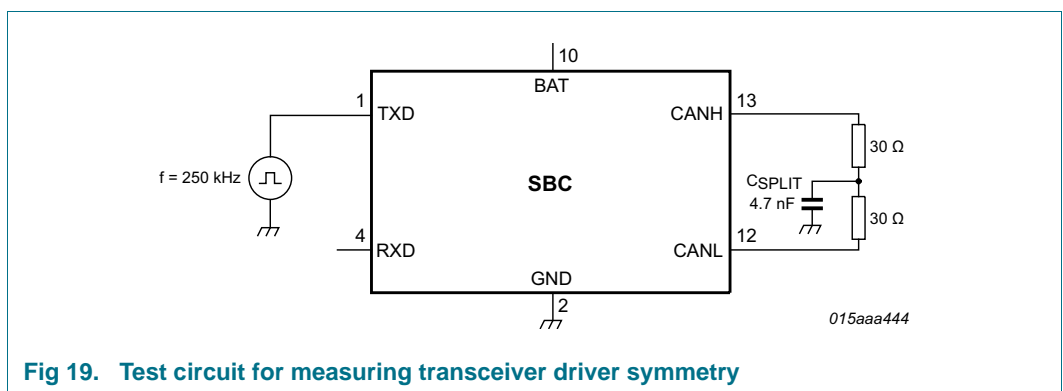 10
BAT
1
TXD
CANH
13
30 Ω
f = 250 kHz
SBC
CSPLIT
4.7 nF
30 Ω
4
RXD
CANL
12
GND
2
015aaa444
Fig 19. Test circuit for measuring transceiver driver symmetry